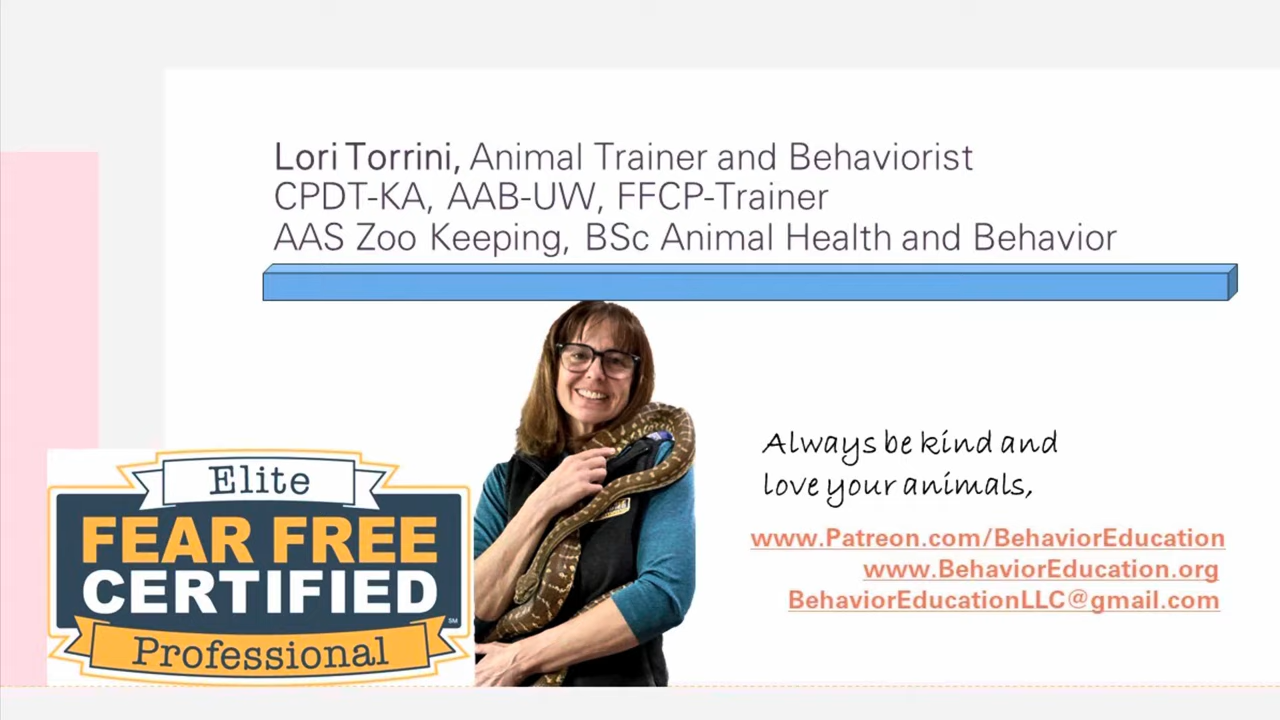 Lori Torrini, Animal Trainer and Behaviorist
CPDT-KA, AAB-UW, FFCP-Trainer
AAS Zoo Keeping, BSc Animal Health and Behavior
Elite
FEAR FREE
CERTIFIED
SM
Professional
Always be kind and
love your animals,
www.Patreon.com/BehaviorEducation
www.BehaviorEducation.org
BehaviorEducationLLC@gmail.com